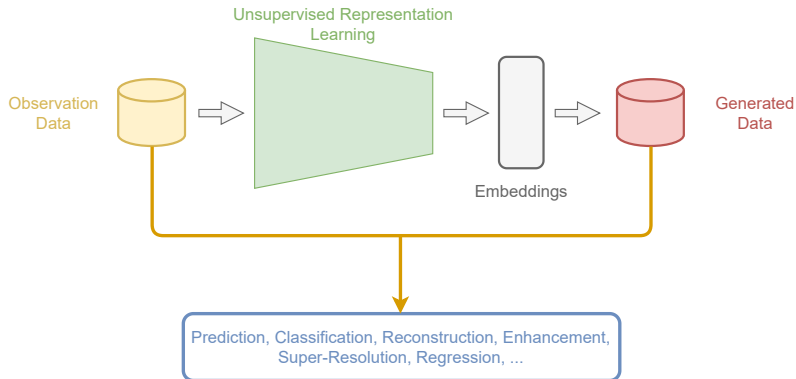 Unsupervised Representation
Learning
Observation
Data
Generated
Data
Embeddings
Prediction, Classification, Reconstruction, Enhancement,
Super-Resolution, Regression, ...